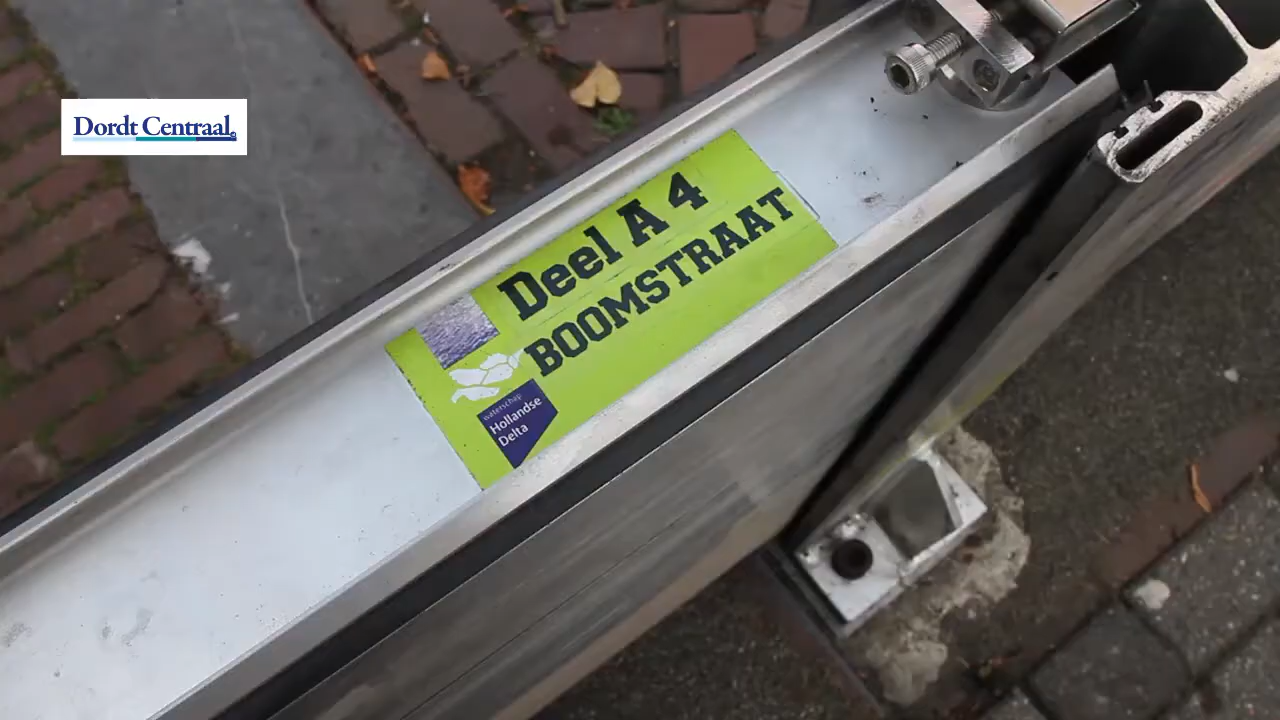 Dordt Centraal.
Deel A 4
BOOMSTRAAT
waterschap
Hollandse
Delta